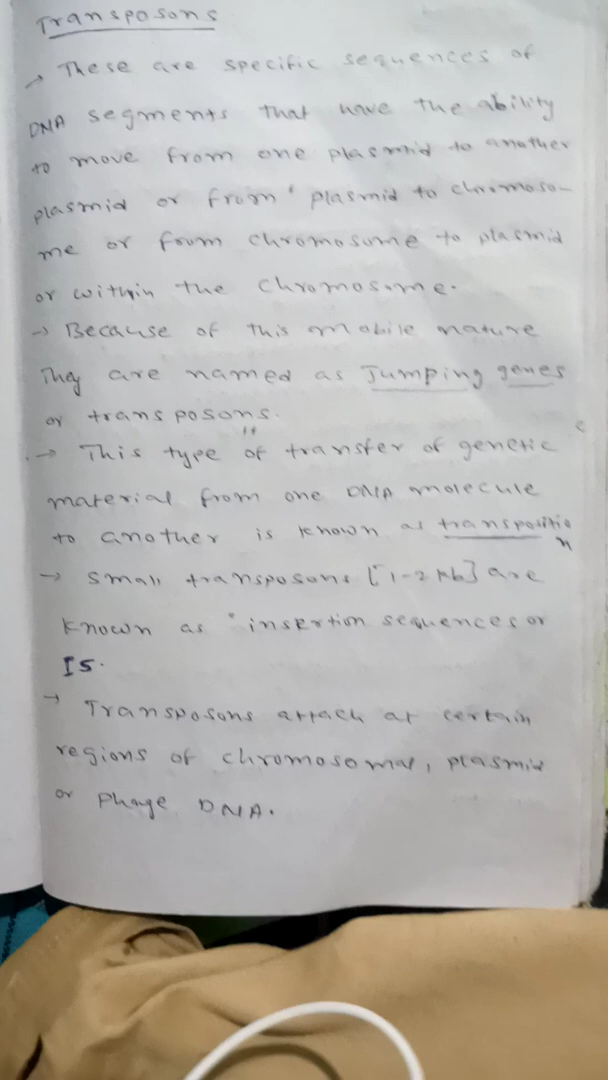 Transposons
→ These are specific sequences of
DNA segments that have the ability
to move from one plasmid to another
plasmid or from plasmid to chromoso-
me or from chromosome to plasmid
or within the chromosome.
→ Because of this mobile nature
They are named as Jumping genes
or transposons.
→ This type of transfer of genetic
material from one DNA molecule
to another is known as transpositio
n
→ small transposons [1-2 kb] are
known as "insertion sequences or
IS.
→ Transposons attach at certain
regions of chromosomal, plasmid
or phage DNA.